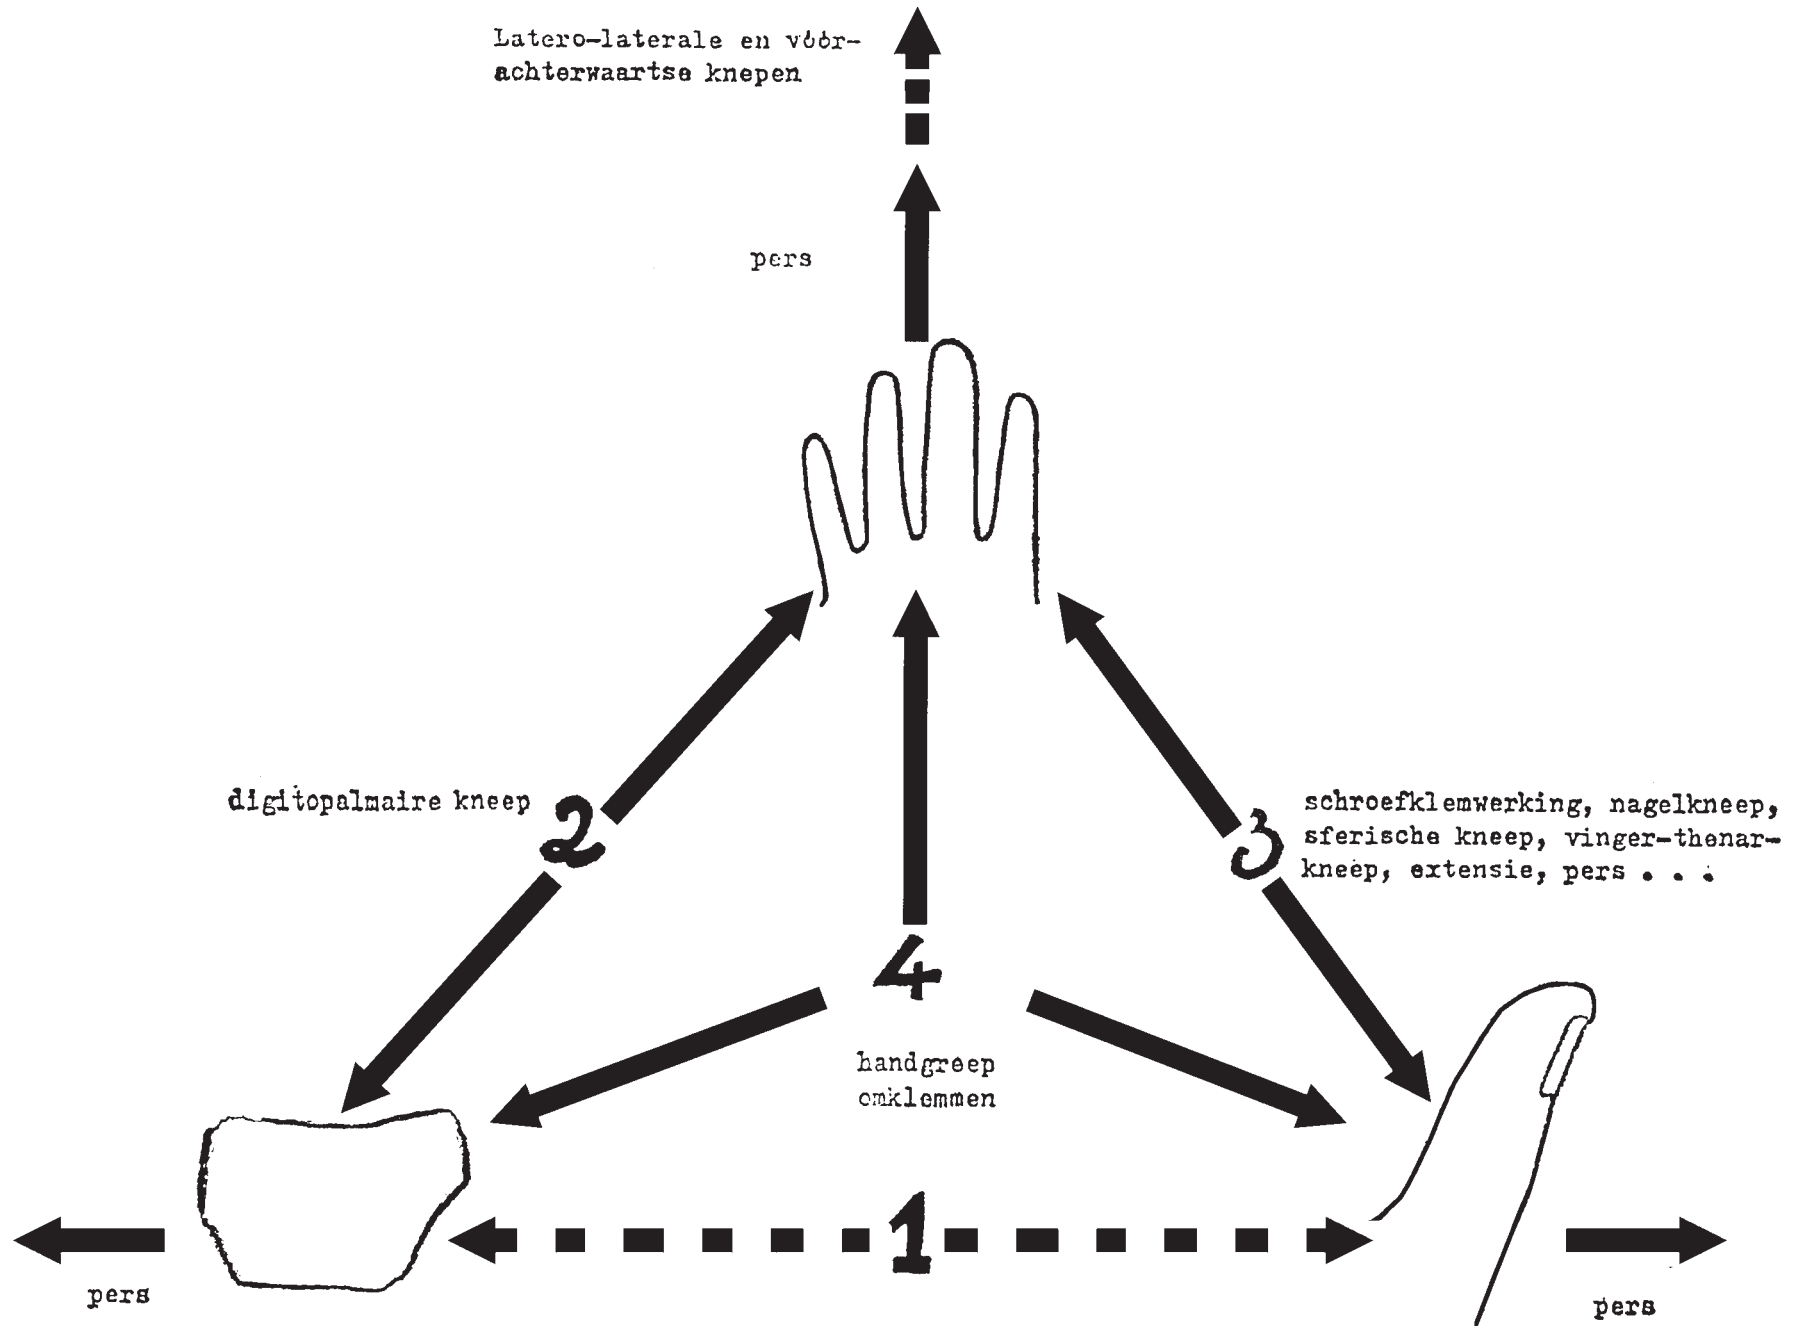 Latero-laterale en vóór-
achterwaartse knepen
pers
digitopalmaire kneep
2
3
schroefklemwerking, nagelkneep,
sferische kneep, vinger-thenar-
kneep, extensie, pers . . .
4
handgreep
omklemmen
1
pers
pers